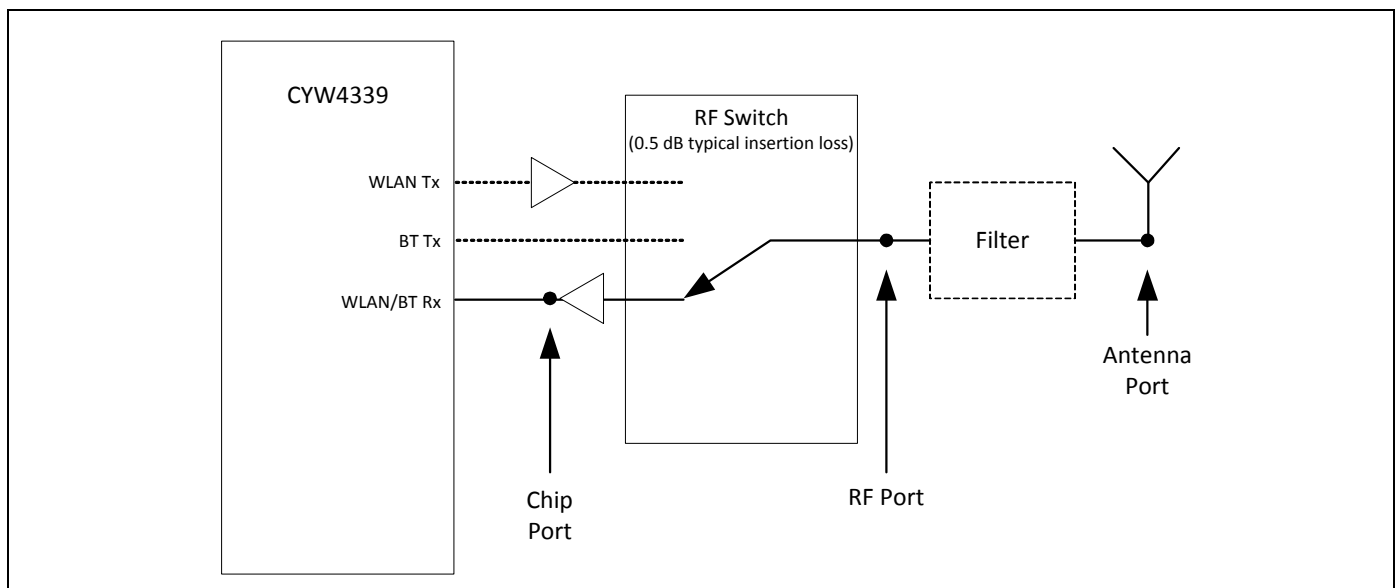 CYW4339
RF Switch
(0.5 dB typical insertion loss)
WLAN Tx
BT Tx
WLAN/BT Rx
Filter
Chip
Port
RF Port
Antenna
Port